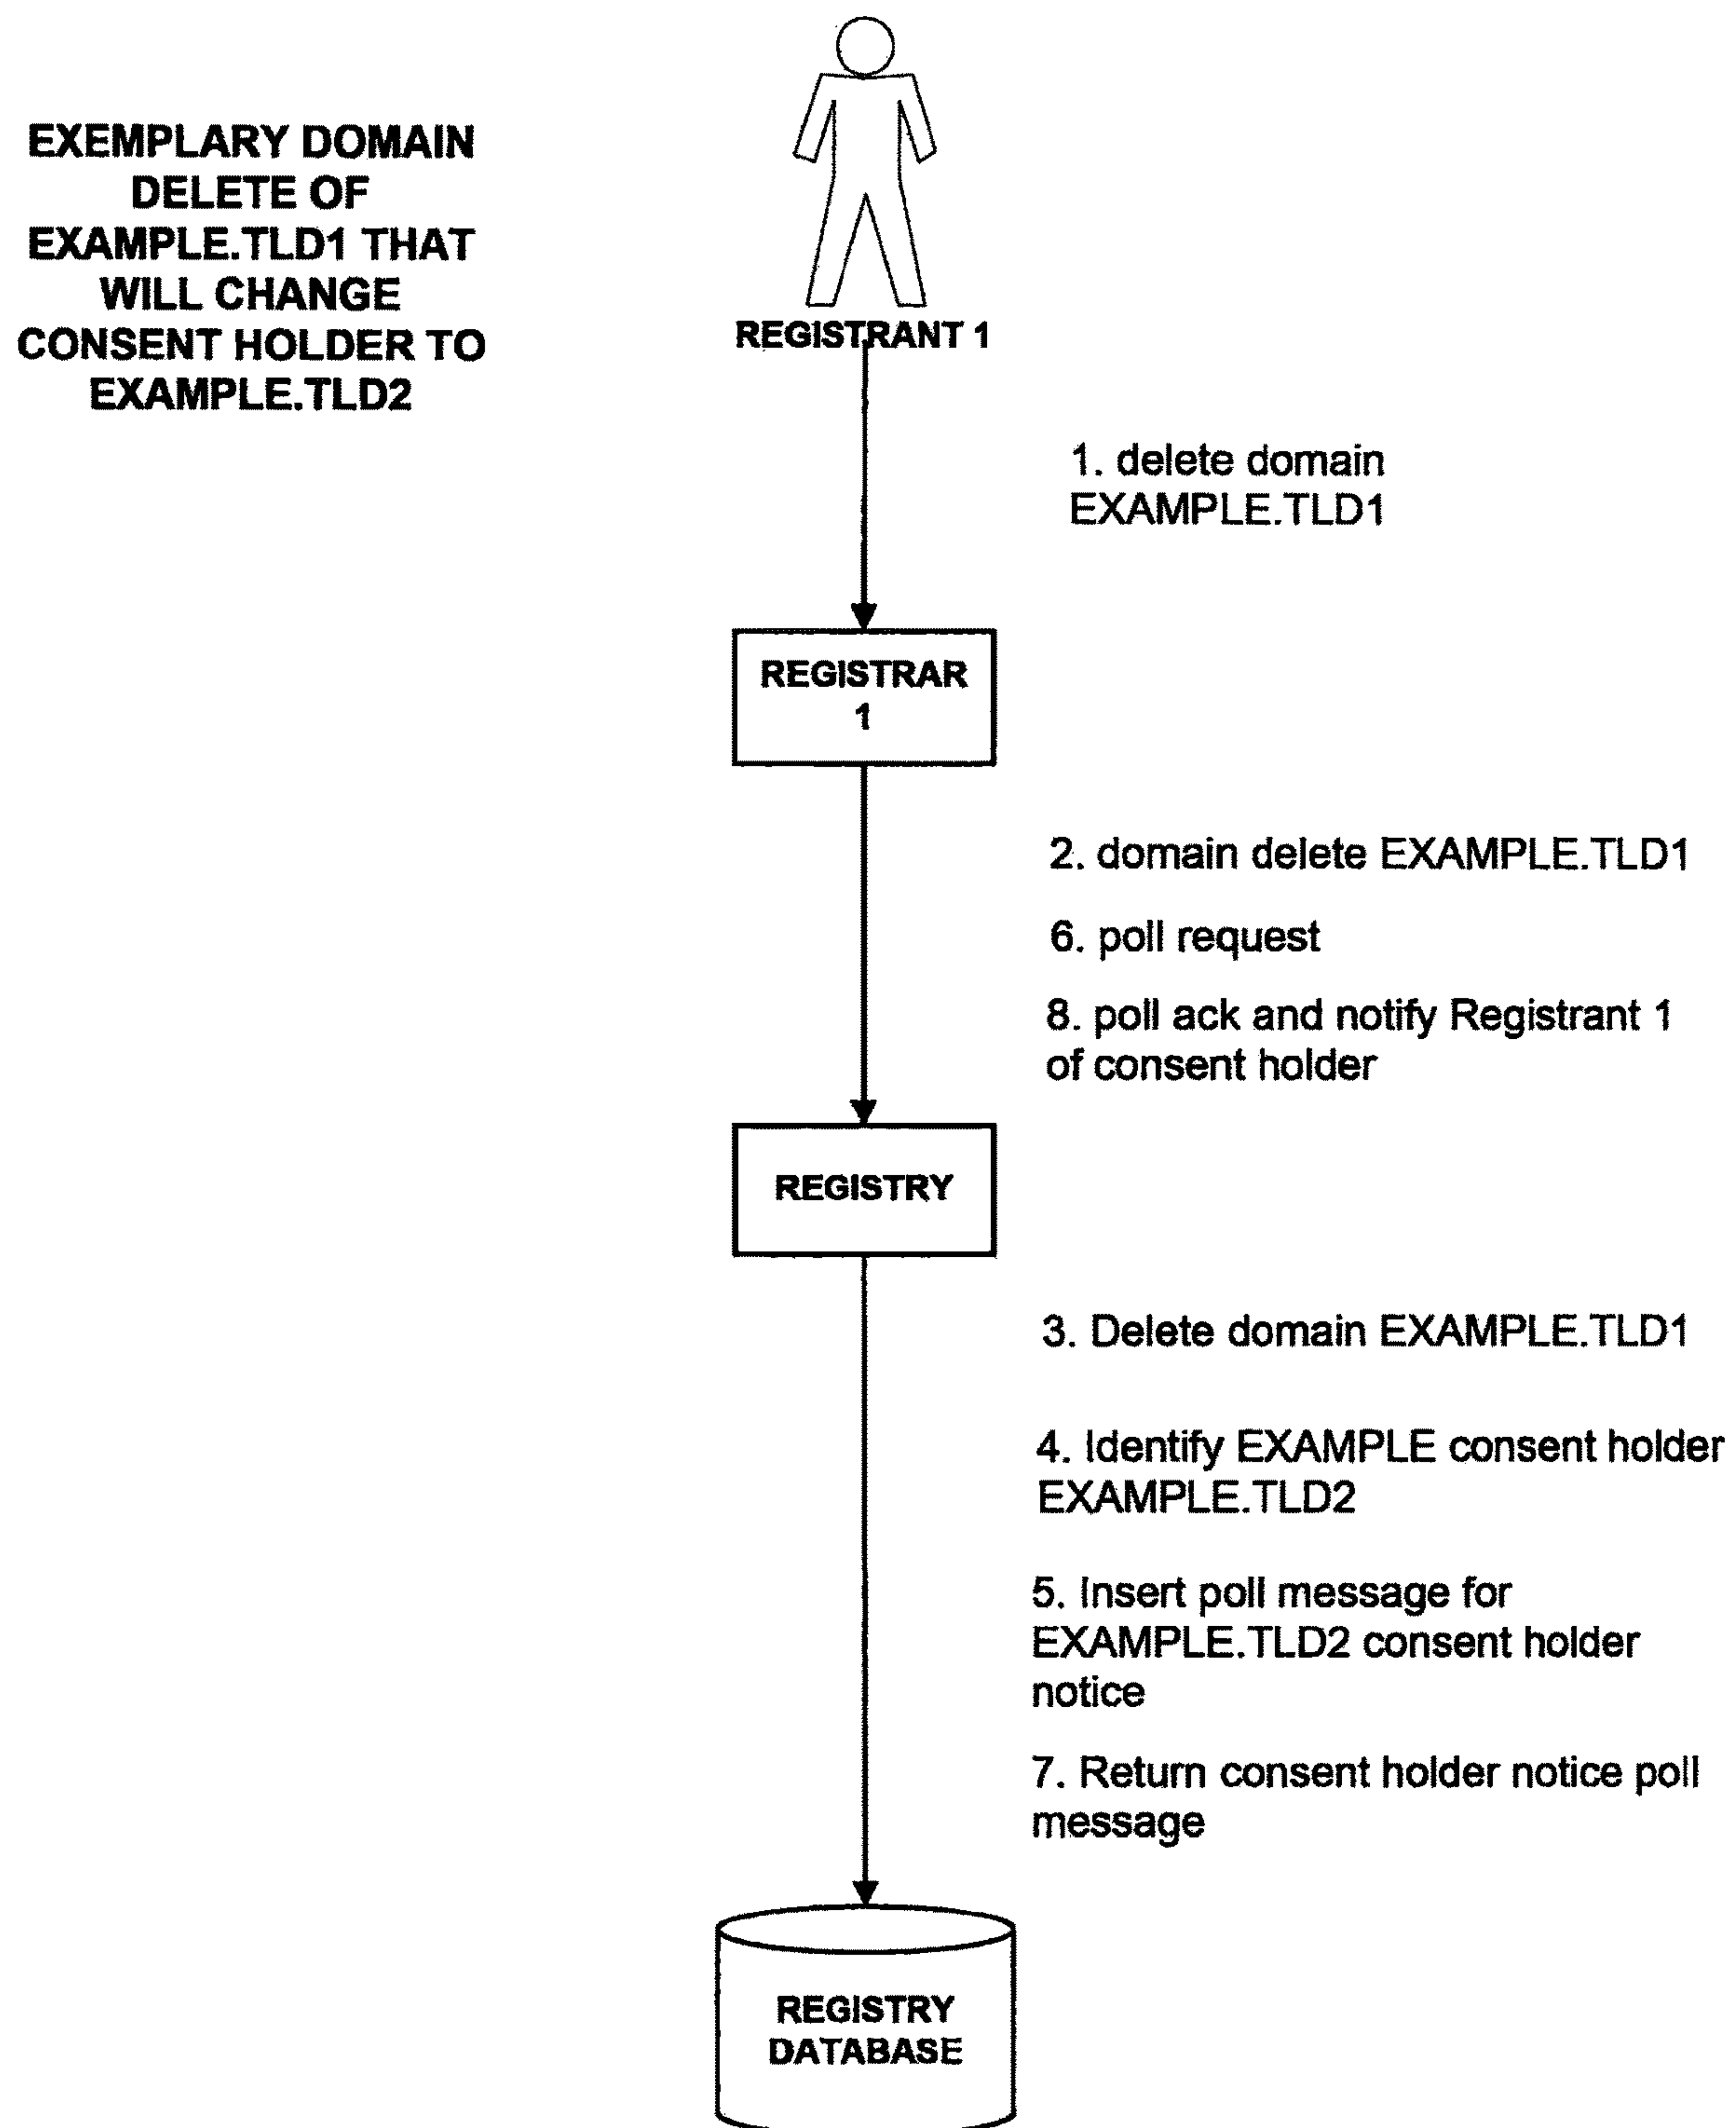 EXEMPLARY DOMAIN
DELETE OF
EXAMPLE.TLD1 THAT
WILL CHANGE
CONSENT HOLDER TO
EXAMPLE.TLD2
REGISTRANT 1
1. delete domain
EXAMPLE.TLD1
REGISTRAR
1
2. domain delete EXAMPLE.TLD1
6. poll request
8. poll ack and notify Registrant 1
of consent holder
REGISTRY
3. Delete domain EXAMPLE.TLD1
4. Identify EXAMPLE consent holder
EXAMPLE.TLD2
5. Insert poll message for
EXAMPLE.TLD2 consent holder
notice
7. Return consent holder notice poll
message
REGISTRY
DATABASE